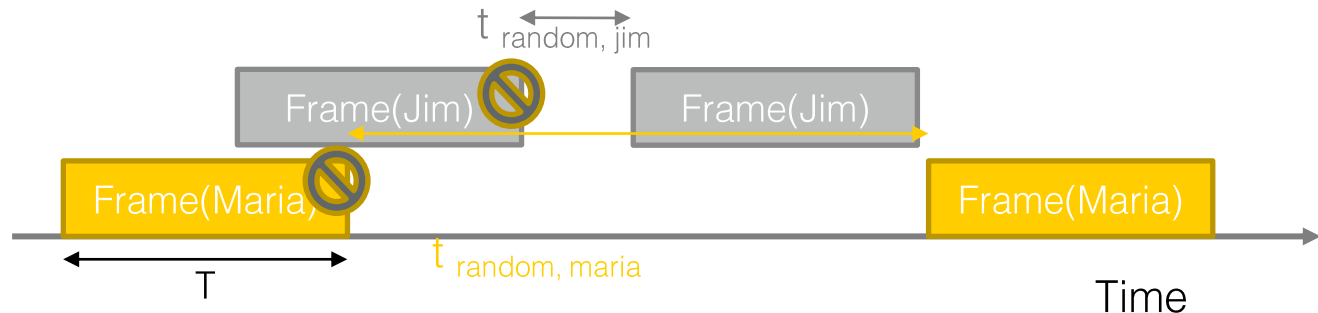 t random, jim
Frame(Jim) Frame(Jim)
Frame(Maria) Frame(Maria)
t random, maria
T
Time